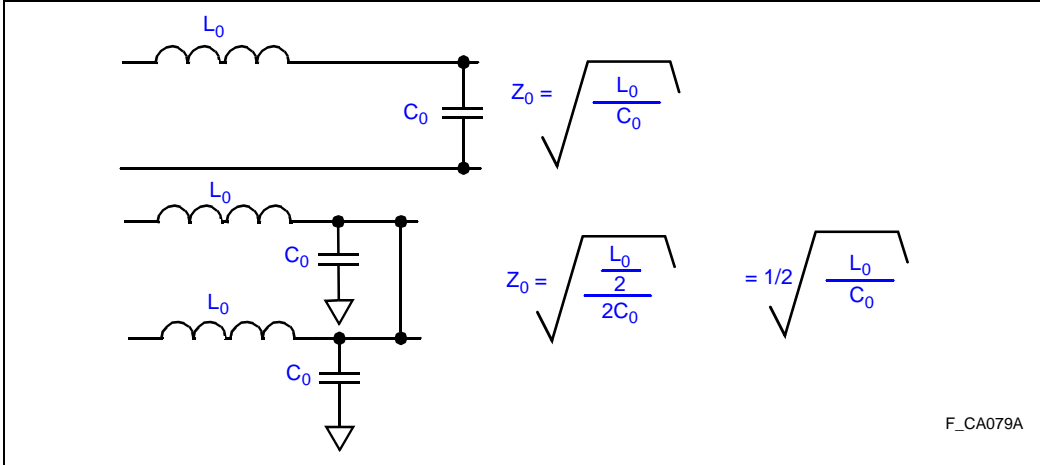 L0
C0
Z0 = √(L0/C0)
L0
C0
L0
C0
Z0 = √((L0/2)/(2C0)) = 1/2 √(L0/C0)
F_CA079A